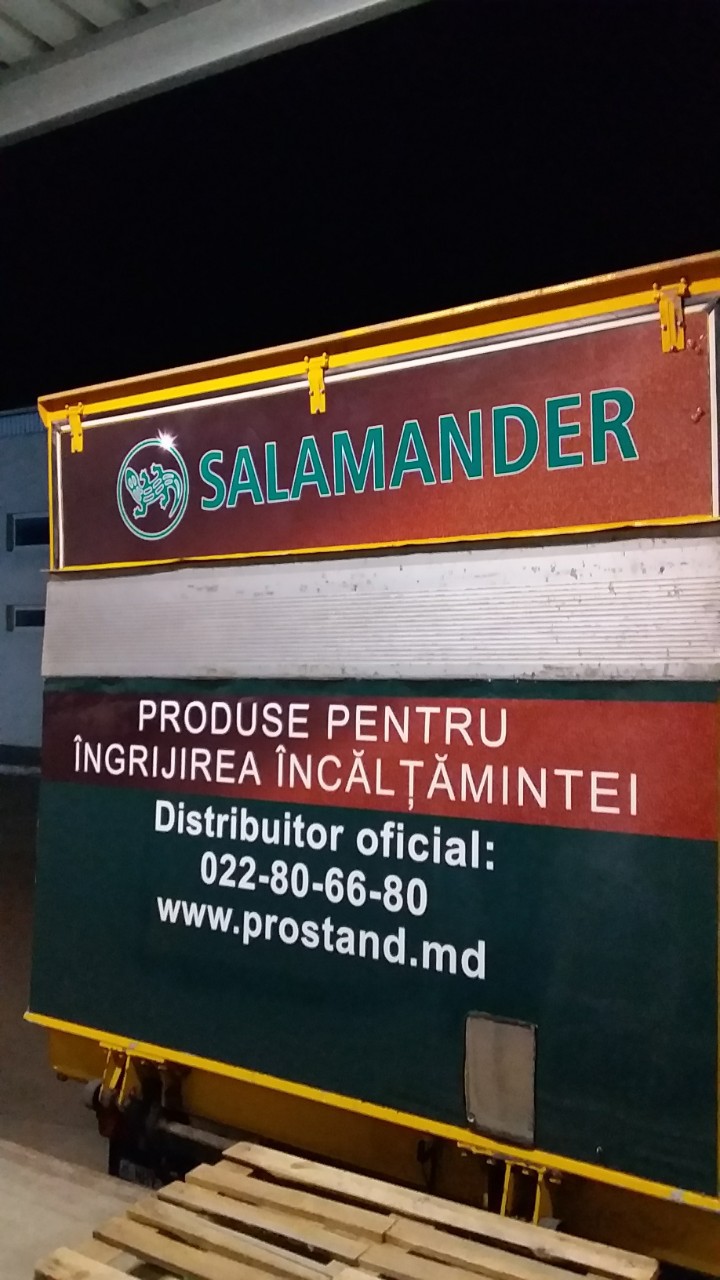 SALAMANDER
PRODUSE PENTRU
ÎNGRIJIREA ÎNCĂLȚĂMINTEI
Distribuitor oficial:
022-80-66-80
www.prostand.md